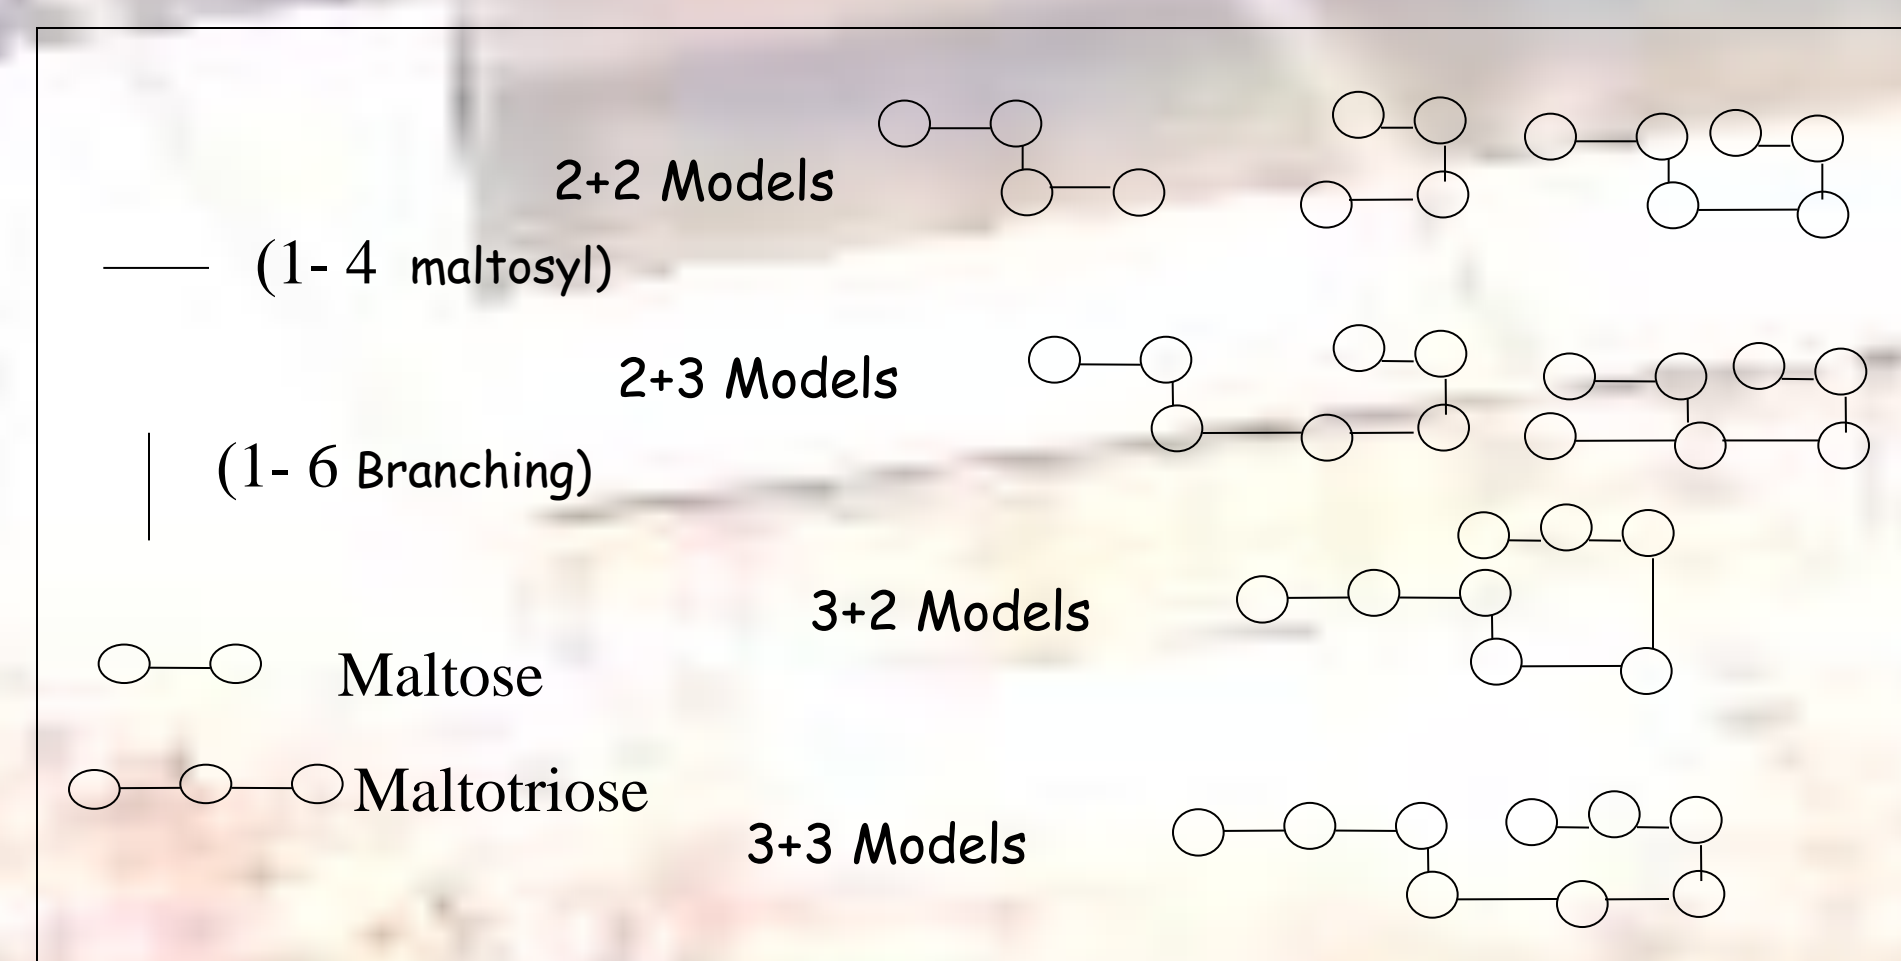 2+2 Models
(1- 4 maltosyl)
2+3 Models
(1- 6 Branching)
3+2 Models
Maltose
Maltotriose
3+3 Models